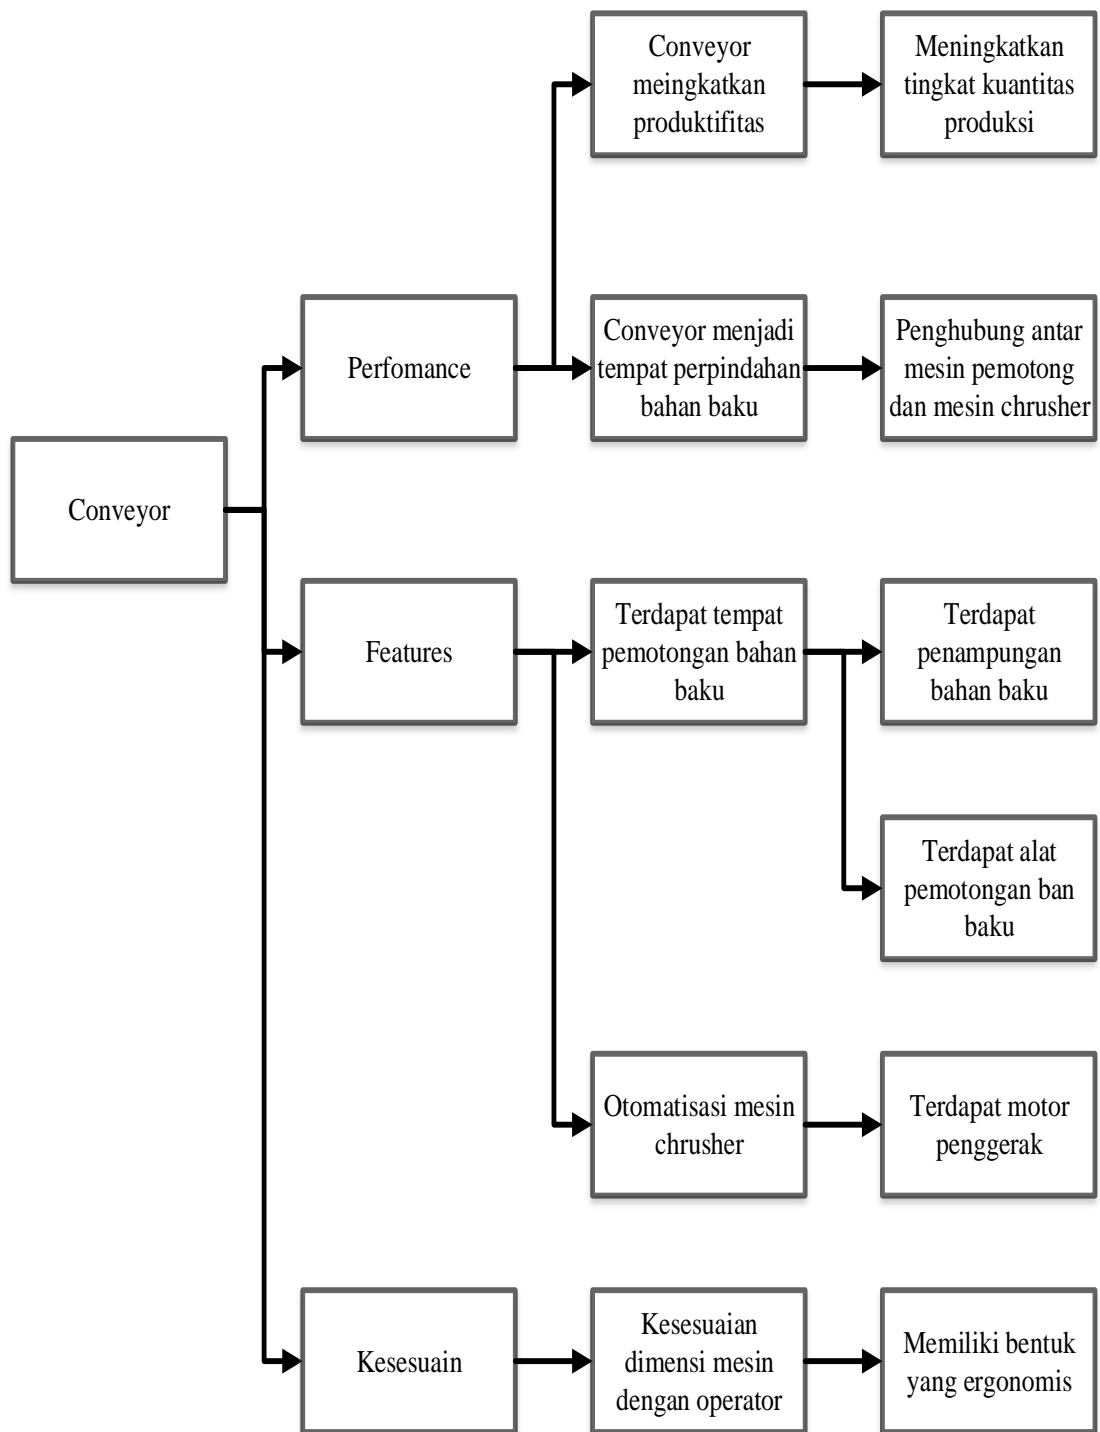 Conveyor
meingkatkan
produktifitas
Meningkatkan
tingkat kuantitas
produksi
Perfomance
Conveyor menjadi
tempat perpindahan
bahan baku
Penghubung antar
mesin pemotong
dan mesin chrusher
Conveyor
Features
Terdapat tempat
pemotongan bahan
baku
Terdapat
penampungan
bahan baku
Terdapat alat
pemotongan ban
baku
Otomatisasi mesin
chrusher
Terdapat motor
penggerak
Kesesuain
Kesesuaian
dimensi mesin
dengan operator
Memiliki bentuk
yang ergonomis